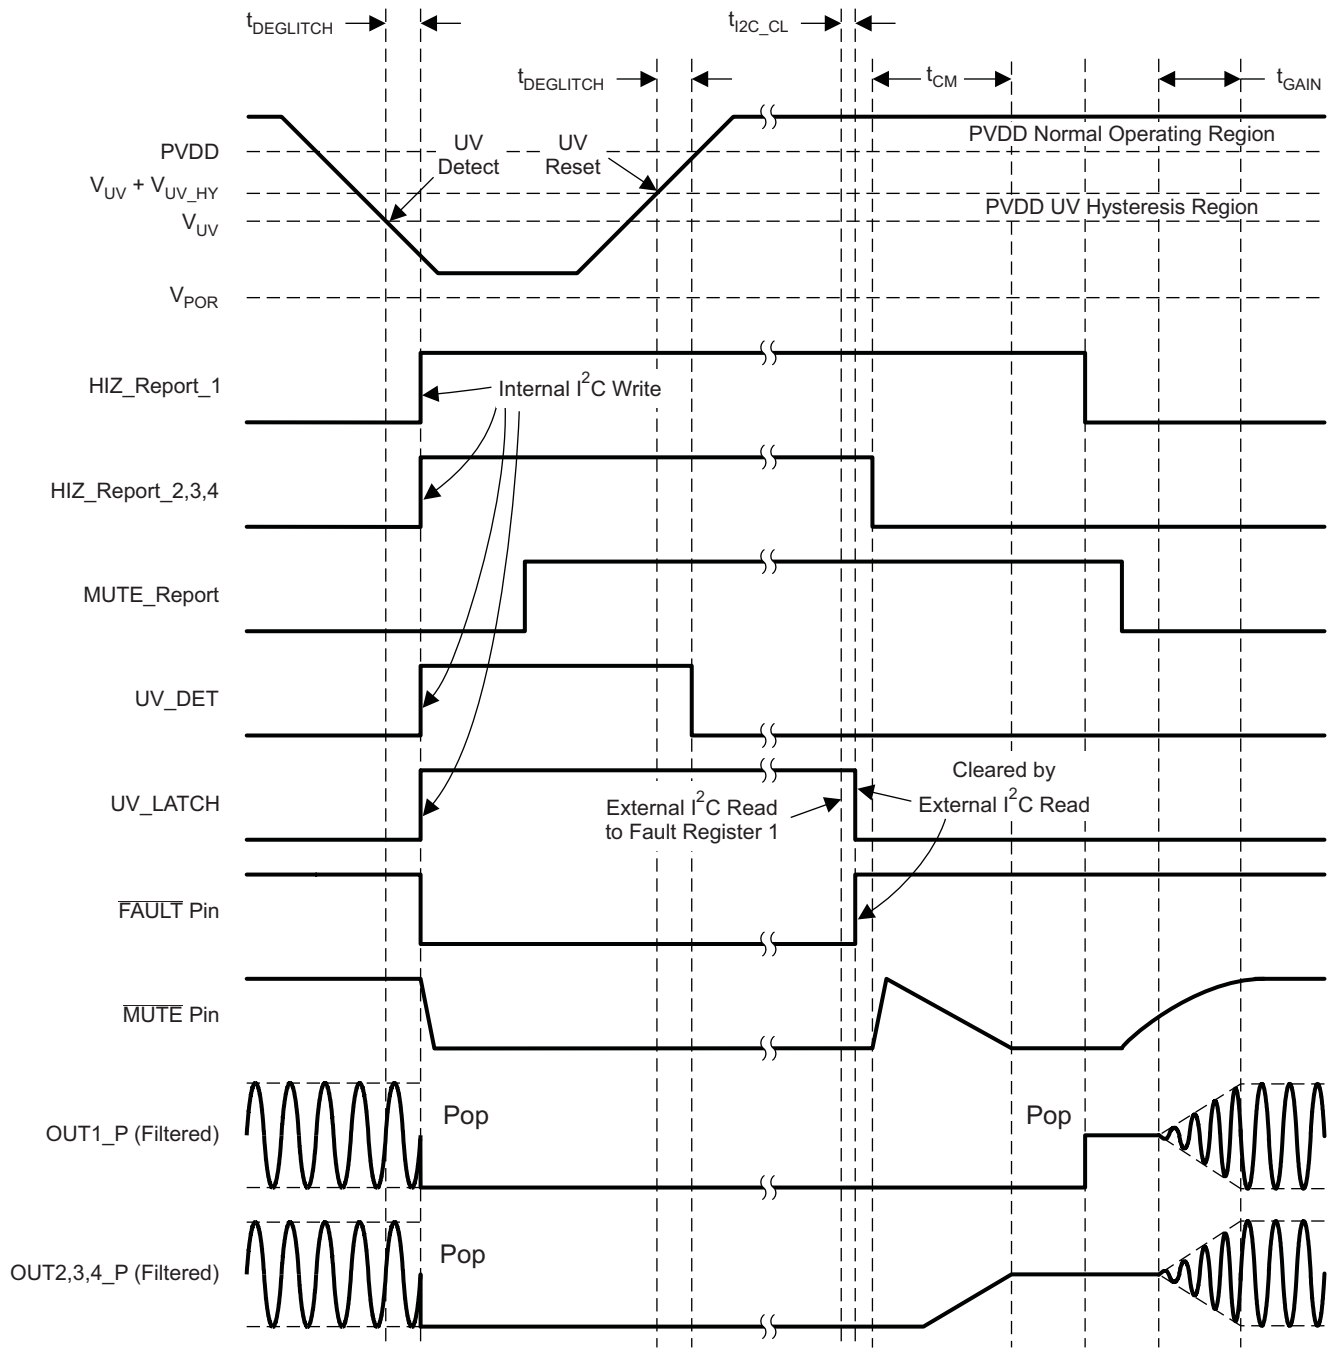 tDEGLITCH
tI2C_CL
tDEGLITCH
tCM
tGAIN
PVDD
UV
Detect
UV
Reset
PVDD Normal Operating Region
VUV + VUV_HY
PVDD UV Hysteresis Region
VUV
VPOR
HIZ_Report_1
Internal I2C Write
HIZ_Report_2,3,4
MUTE_Report
UV_DET
UV_LATCH
External I2C Read
to Fault Register 1
Cleared by
External I2C Read
FAULT Pin
MUTE Pin
Pop
Pop
OUT1_P (Filtered)
Pop
OUT2,3,4_P (Filtered)